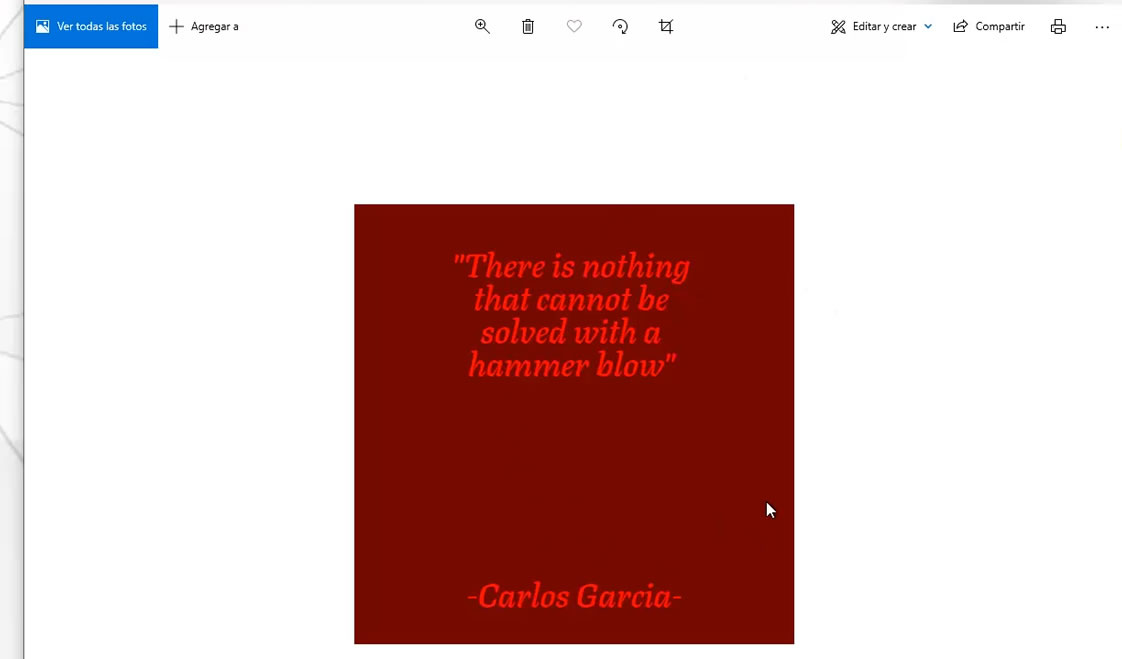 Ver todas las fotos
Agregar a
Editar y crear
Compartir
"There is nothing
that cannot be
solved with a
hammer blow"
-Carlos Garcia-